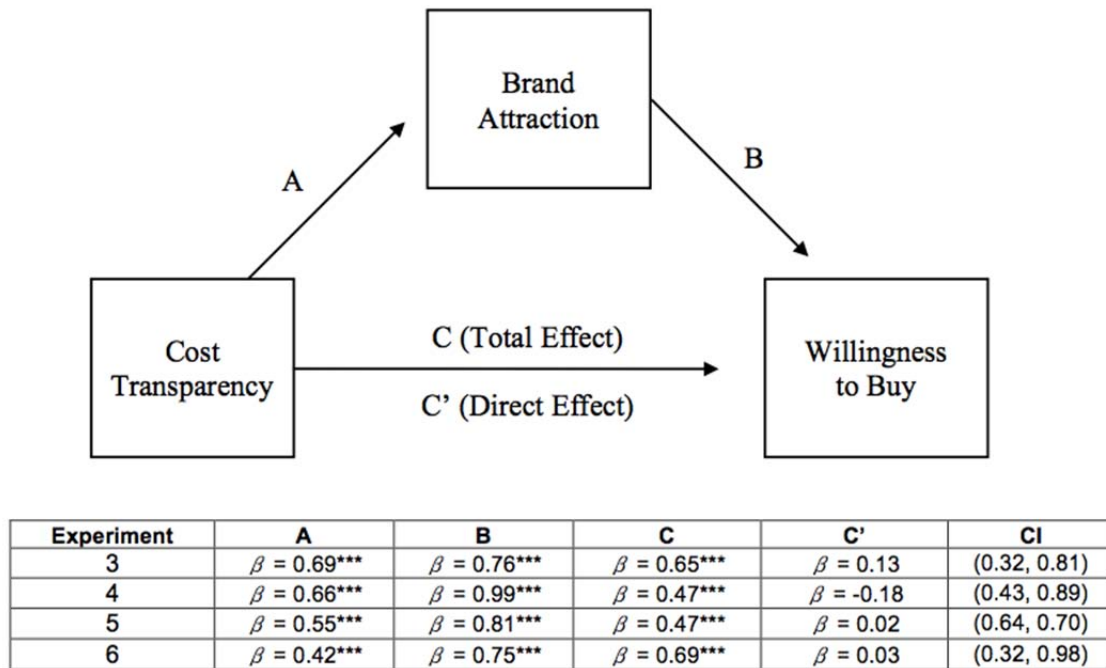 Brand
Attraction
A
B
Cost
Transparency
C (Total Effect)
C’ (Direct Effect)
Willingness
to Buy
Experiment A B C C’ CI
3 β = 0.69*** β = 0.76*** β = 0.65*** β = 0.13 (0.32, 0.81)
4 β = 0.66*** β = 0.99*** β = 0.47*** β = -0.18 (0.43, 0.89)
5 β = 0.55*** β = 0.81*** β = 0.47*** β = 0.02 (0.64, 0.70)
6 β = 0.42*** β = 0.75*** β = 0.69*** β = 0.03 (0.32, 0.98)